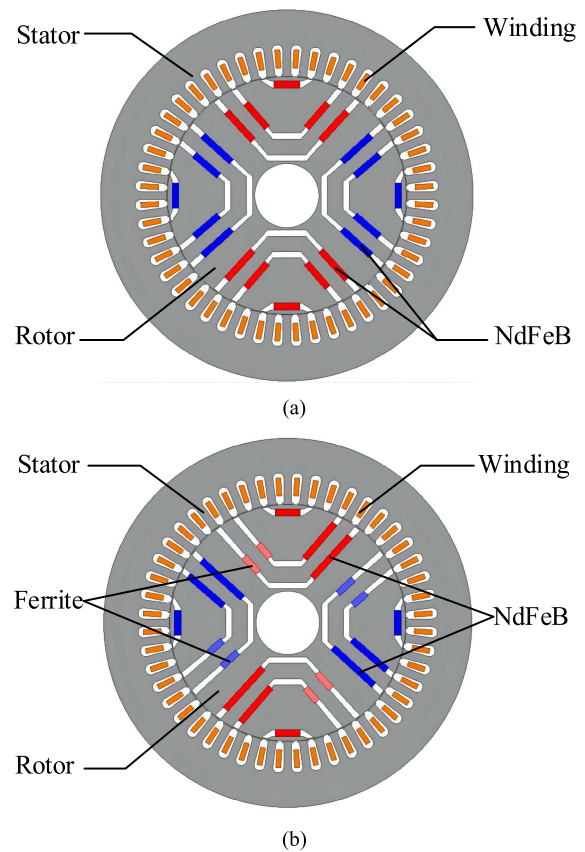 Stator
Winding
Rotor
NdFeB
(a)
Stator
Winding
Ferrite
NdFeB
Rotor
(b)